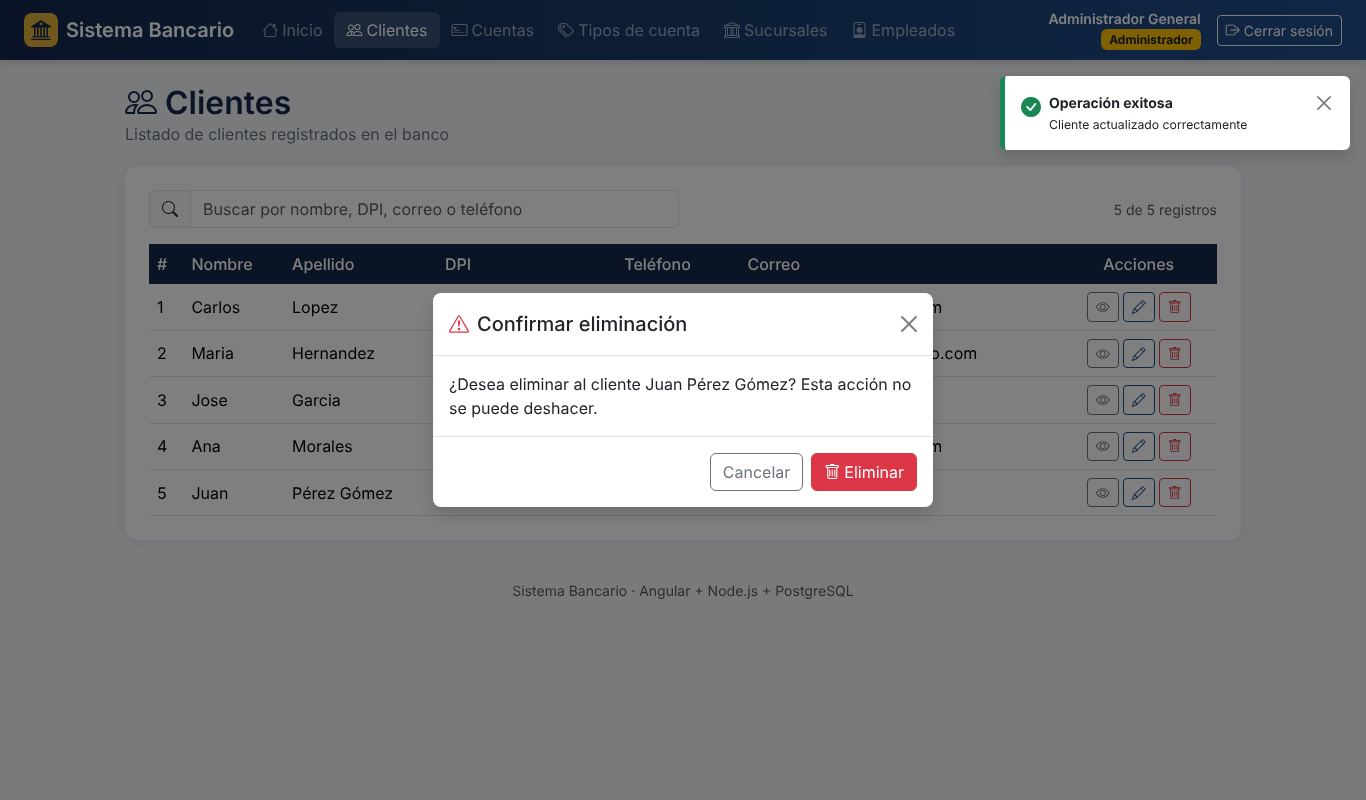 Sistema Bancario
Inicio
Clientes
Cuentas
Tipos de cuenta
Sucursales
Empleados
Administrador General
Administrador
Cerrar sesión
Operación exitosa
Cliente actualizado correctamente
Clientes
Listado de clientes registrados en el banco
Buscar por nombre, DPI, correo o teléfono
5 de 5 registros
# Nombre Apellido DPI Teléfono Correo Acciones
1 Carlos Lopez
2 Maria Hernandez o.com
3 Jose Garcia
4 Ana Morales
5 Juan Pérez Gómez
Confirmar eliminación
¿Desea eliminar al cliente Juan Pérez Gómez? Esta acción no
se puede deshacer.
Cancelar
Eliminar
Sistema Bancario · Angular + Node.js + PostgreSQL